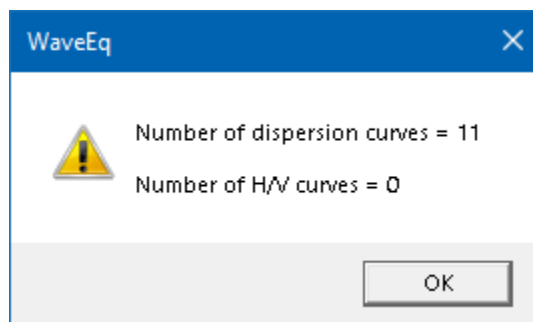 WaveEq
Number of dispersion curves = 11
Number of H/V curves = 0
OK